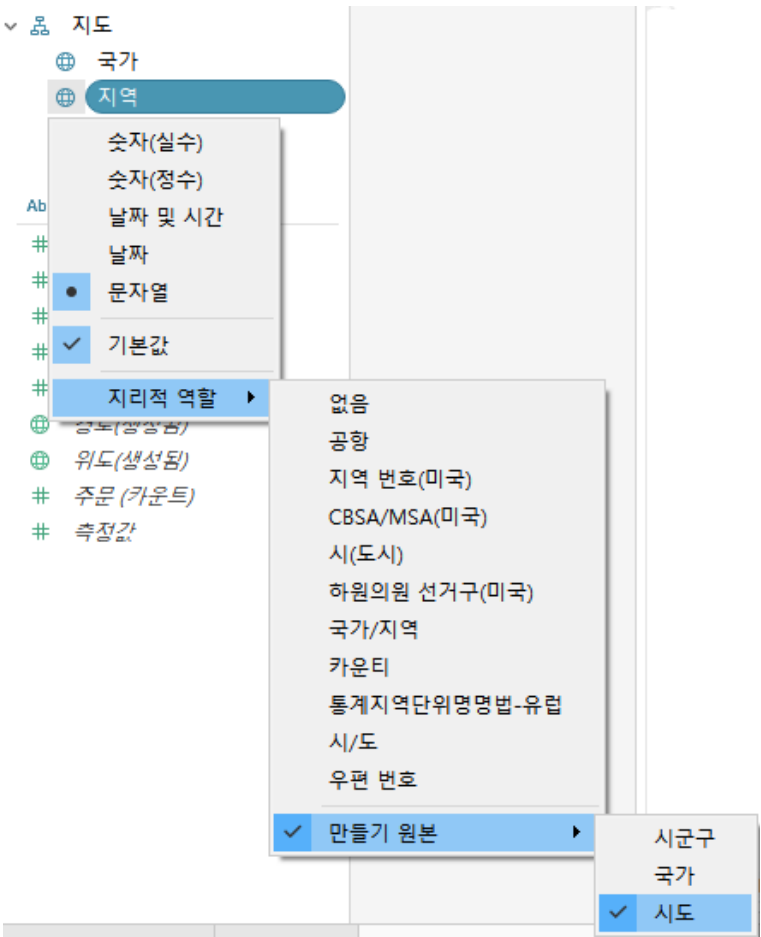 지도
국가
지역
숫자(실수)
숫자(정수)
날짜 및 시간
날짜
문자열
기본값
지리적 역할
Ab
위도(생성됨)
주문 (카운트)
측정값
없음
공항
지역 번호(미국)
CBSA/MSA(미국)
시(도시)
하원의원 선거구(미국)
국가/지역
카운티
통계지역단위명명법-유럽
시/도
우편 번호
만들기 원본
시군구
국가
시도